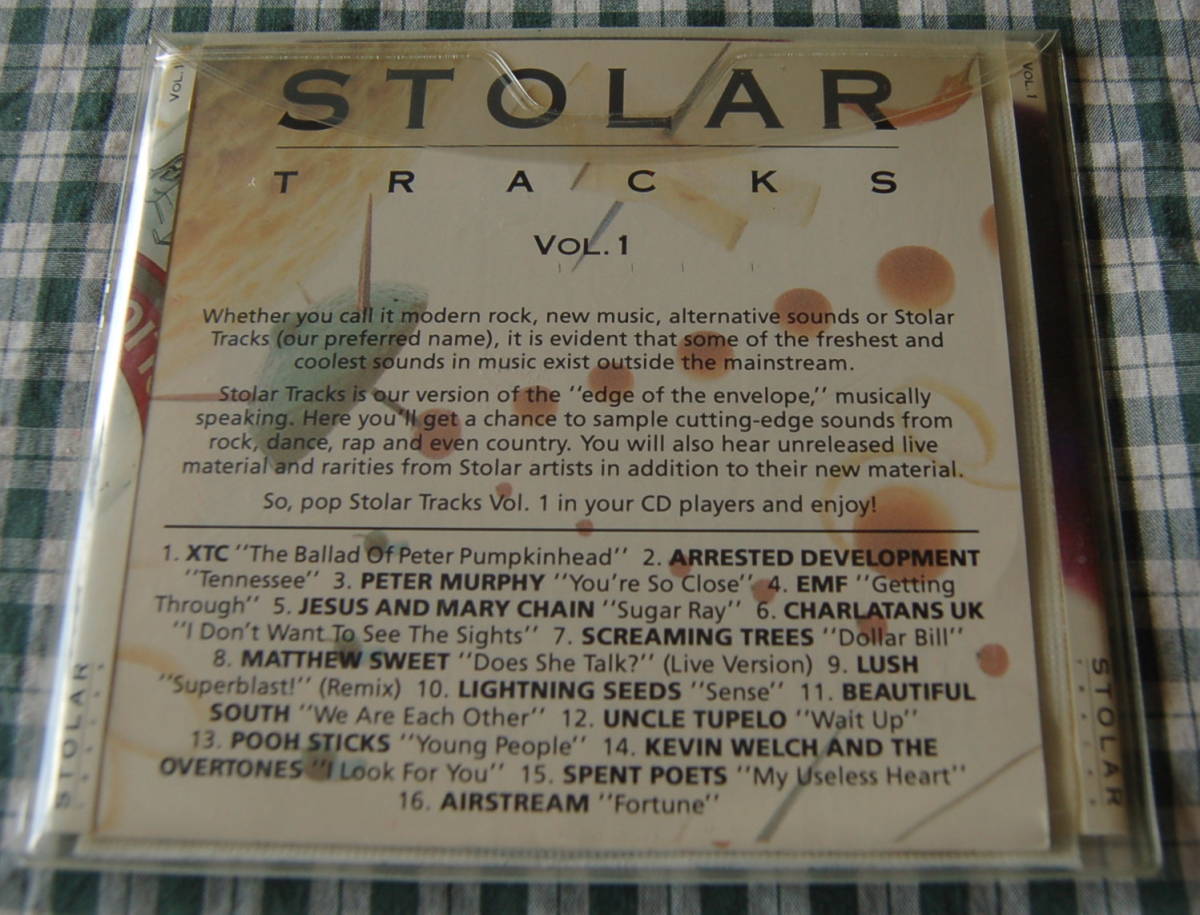 STOLAR
TRACKS
VOL. 1
Whether you call it modern rock, new music, alternative sounds or Stolar
Tracks (our preferred name), it is evident that some of the freshest and
coolest sounds in music exist outside the mainstream.
Stolar Tracks is our version of the "edge of the envelope," musically
speaking. Here you'll get a chance to sample cutting-edge sounds from
rock, dance, rap and even country. You will also hear unreleased live
material and rarities from Stolar artists in addition to their new material.
So, pop Stolar Tracks Vol. 1 in your CD players and enjoy!
1. XTC "The Ballad Of Peter Pumpkinhead" 2. ARRESTED DEVELOPMENT
"Tennessee" 3. PETER MURPHY "You're So Close" 4. EMF "Getting
Through" 5. JESUS AND MARY CHAIN "Sugar Ray" 6. CHARLATANS UK
"I Don't Want To See The Sights" 7. SCREAMING TREES "Dollar Bill"
8. MATTHEW SWEET "Does She Talk?" (Live Version) 9. LUSH
"Superblast!" (Remix) 10. LIGHTNING SEEDS "Sense" 11. BEAUTIFUL
SOUTH "We Are Each Other" 12. UNCLE TUPELO "Wait Up"
13. POOH STICKS "Young People" 14. KEVIN WELCH AND THE
OVERTONES "I Look For You" 15. SPENT POETS "My Useless Heart"
16. AIRSTREAM "Fortune"
VOL. 1
STOLAR
VOL. 1
STOLAR